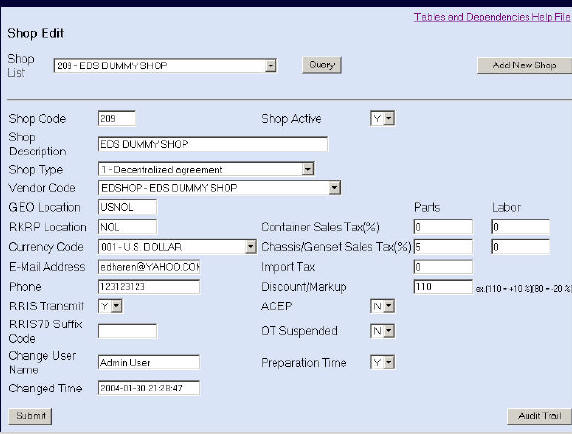 Tables and Dependencies Help File
Shop Edit
Shop List 209 - EDS DUMMY SHOP Query Add New Shop
Shop Code 209 Shop Active Y
Shop Description EDS DUMMY SHOP
Shop Type 1 - Decentralized agreement
Vendor Code EDSHOP - EDS DUMMY SHOP
GEO Location USNOL Parts Labor
RKRP Location NOL Container Sales Tax(%) 0 0
Currency Code 001 - U.S. DOLLAR Chassis/Genset Sales Tax(%) 5 0
E-Mail Address edheren@YAHOO.COM Import Tax 0
Phone 123123123 Discount/Markup 110 ex.(110 = +10 %)(80 = -20 %)
RRIS Transmit Y ACEP N
RRIS70 Suffix Code OT Suspended N
Change User Name Admin User Preparation Time Y
Changed Time 2004-01-30 21:28:47
Submit Audit Trail